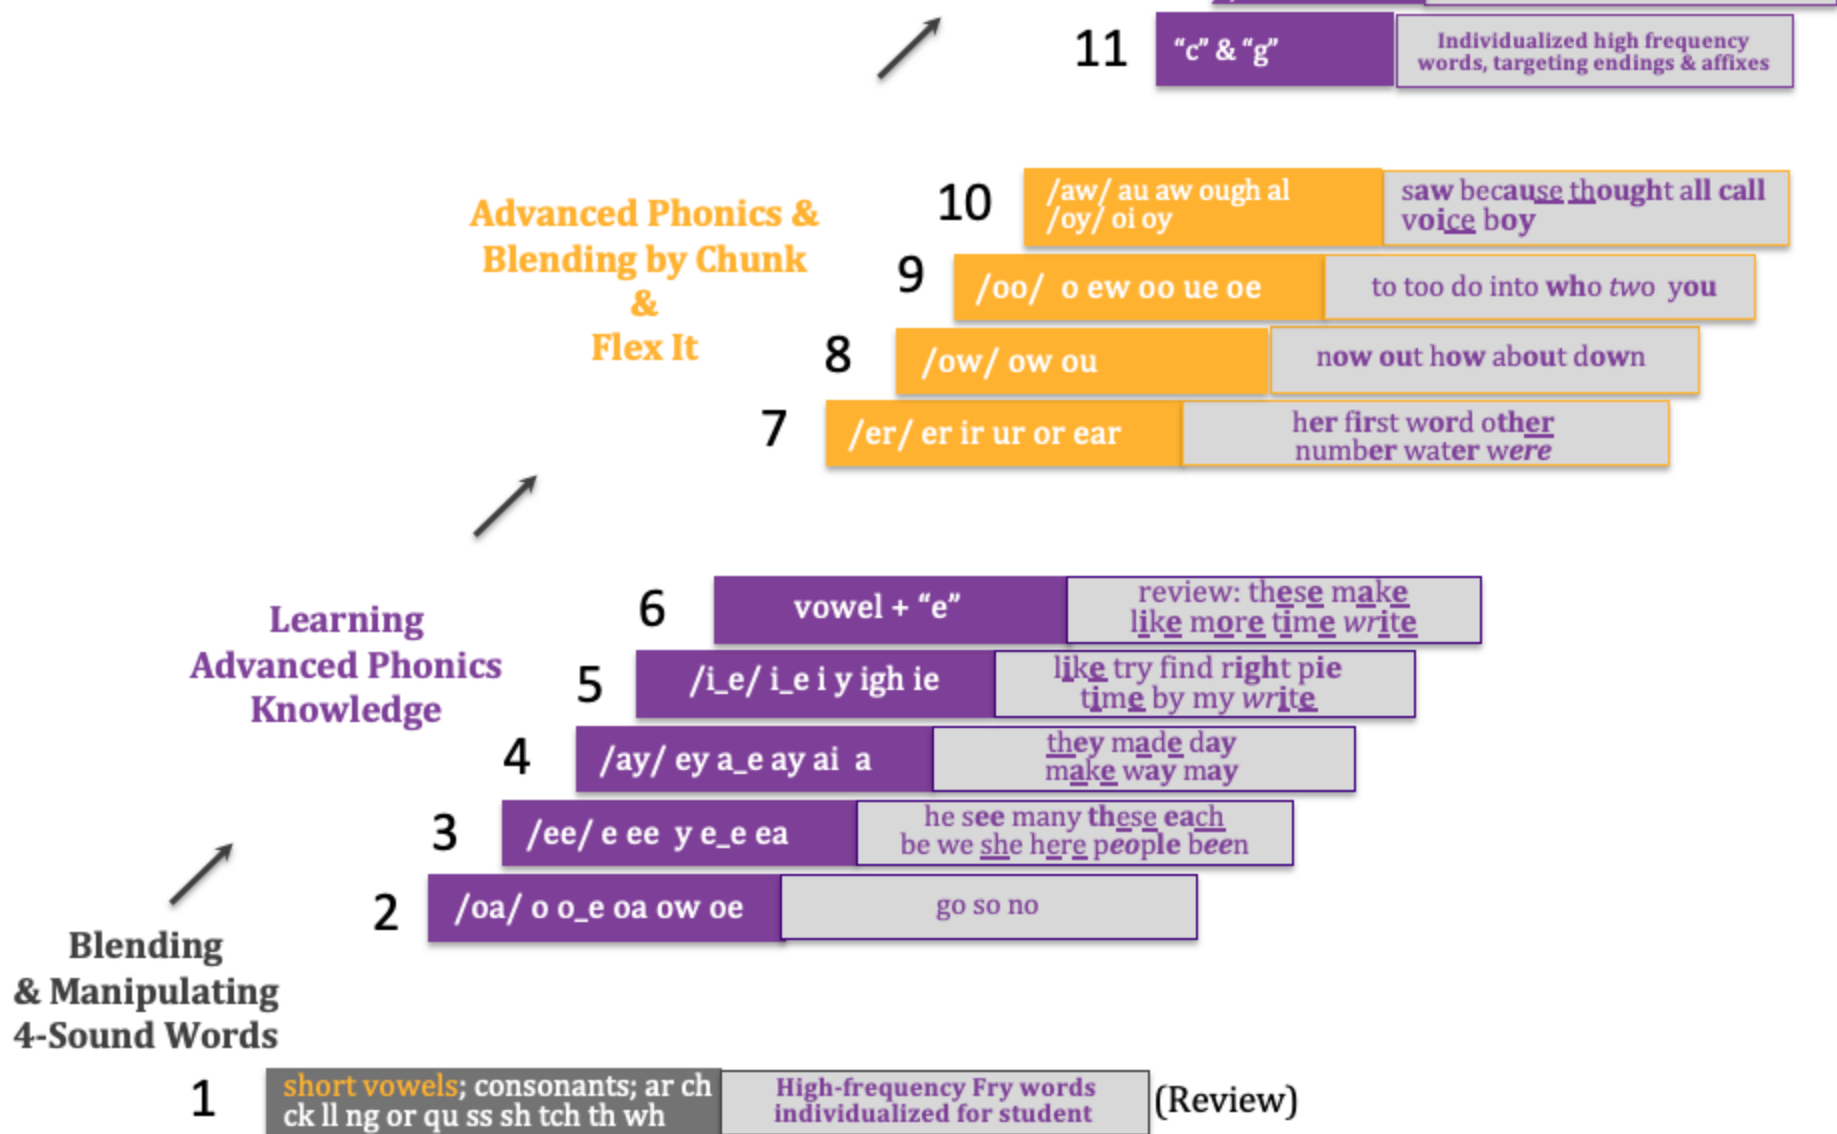 11
“c” & “g”
Individualized high frequency
words, targeting endings & affixes
Advanced Phonics &
Blending by Chunk
&
Flex It
10
/aw/ au aw ough al
/oy/ oi oy
saw because thought all call
voice boy
9
/oo/ o ew oo ue oe
to too do into who two you
8
/ow/ ow ou
now out how about down
7
/er/ er ir ur or ear
her first word other
number water were
Learning
Advanced Phonics
Knowledge
6
vowel + “e”
review: these make
like more time write
5
/i_e/ i_e i y igh ie
like try find right pie
time by my write
4
/ay/ ey a_e ay ai a
they made day
make way may
3
/ee/ e ee y e_e ea
he see many these each
be we she here people been
2
/oa/ o o_e oa ow oe
go so no
Blending
& Manipulating
4-Sound Words
1
short vowels; consonants; ar ch
ck ll ng or qu ss sh tch th wh
High-frequency Fry words
individualized for student
(Review)